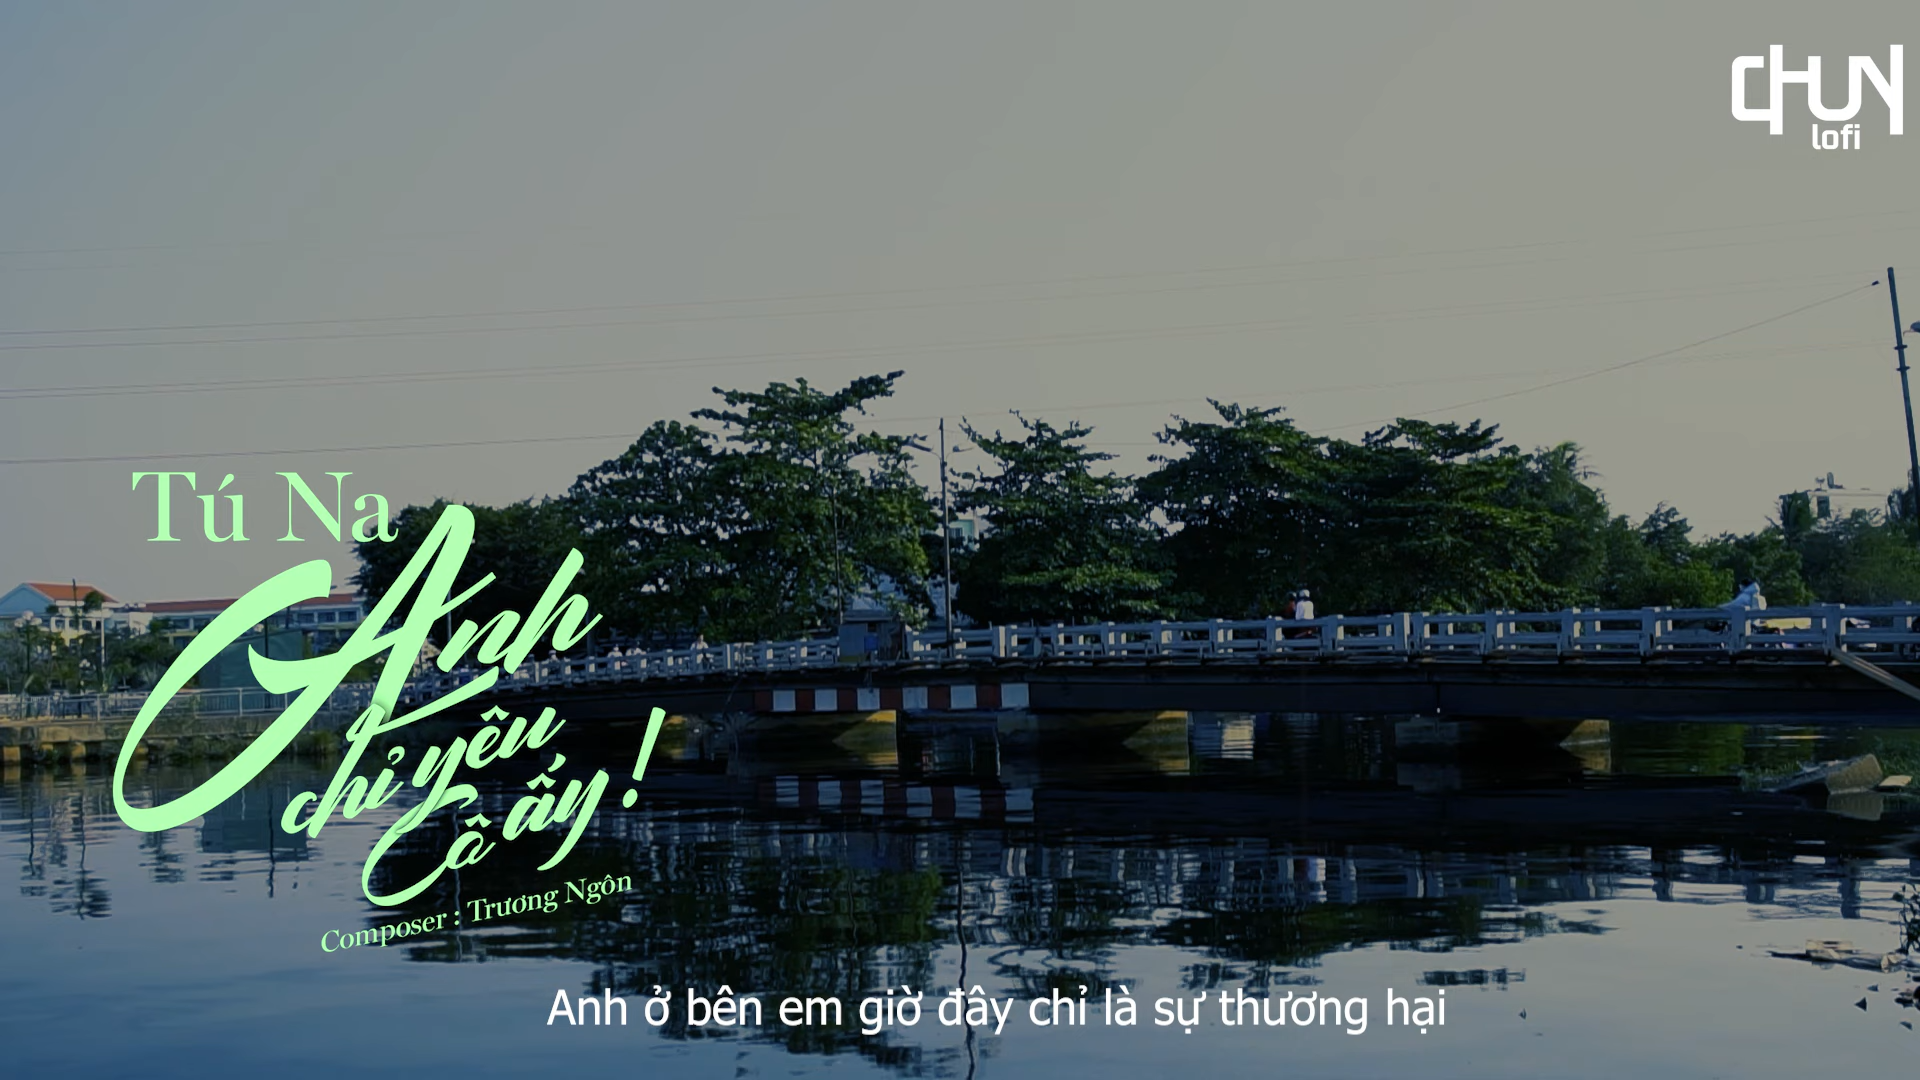 CHUN
lofi
Tú Na
Anh
chỉ yêu
Cô ấy !
Composer : Trương Ngôn
Anh ở bên em giờ đây chỉ là sự thương hại